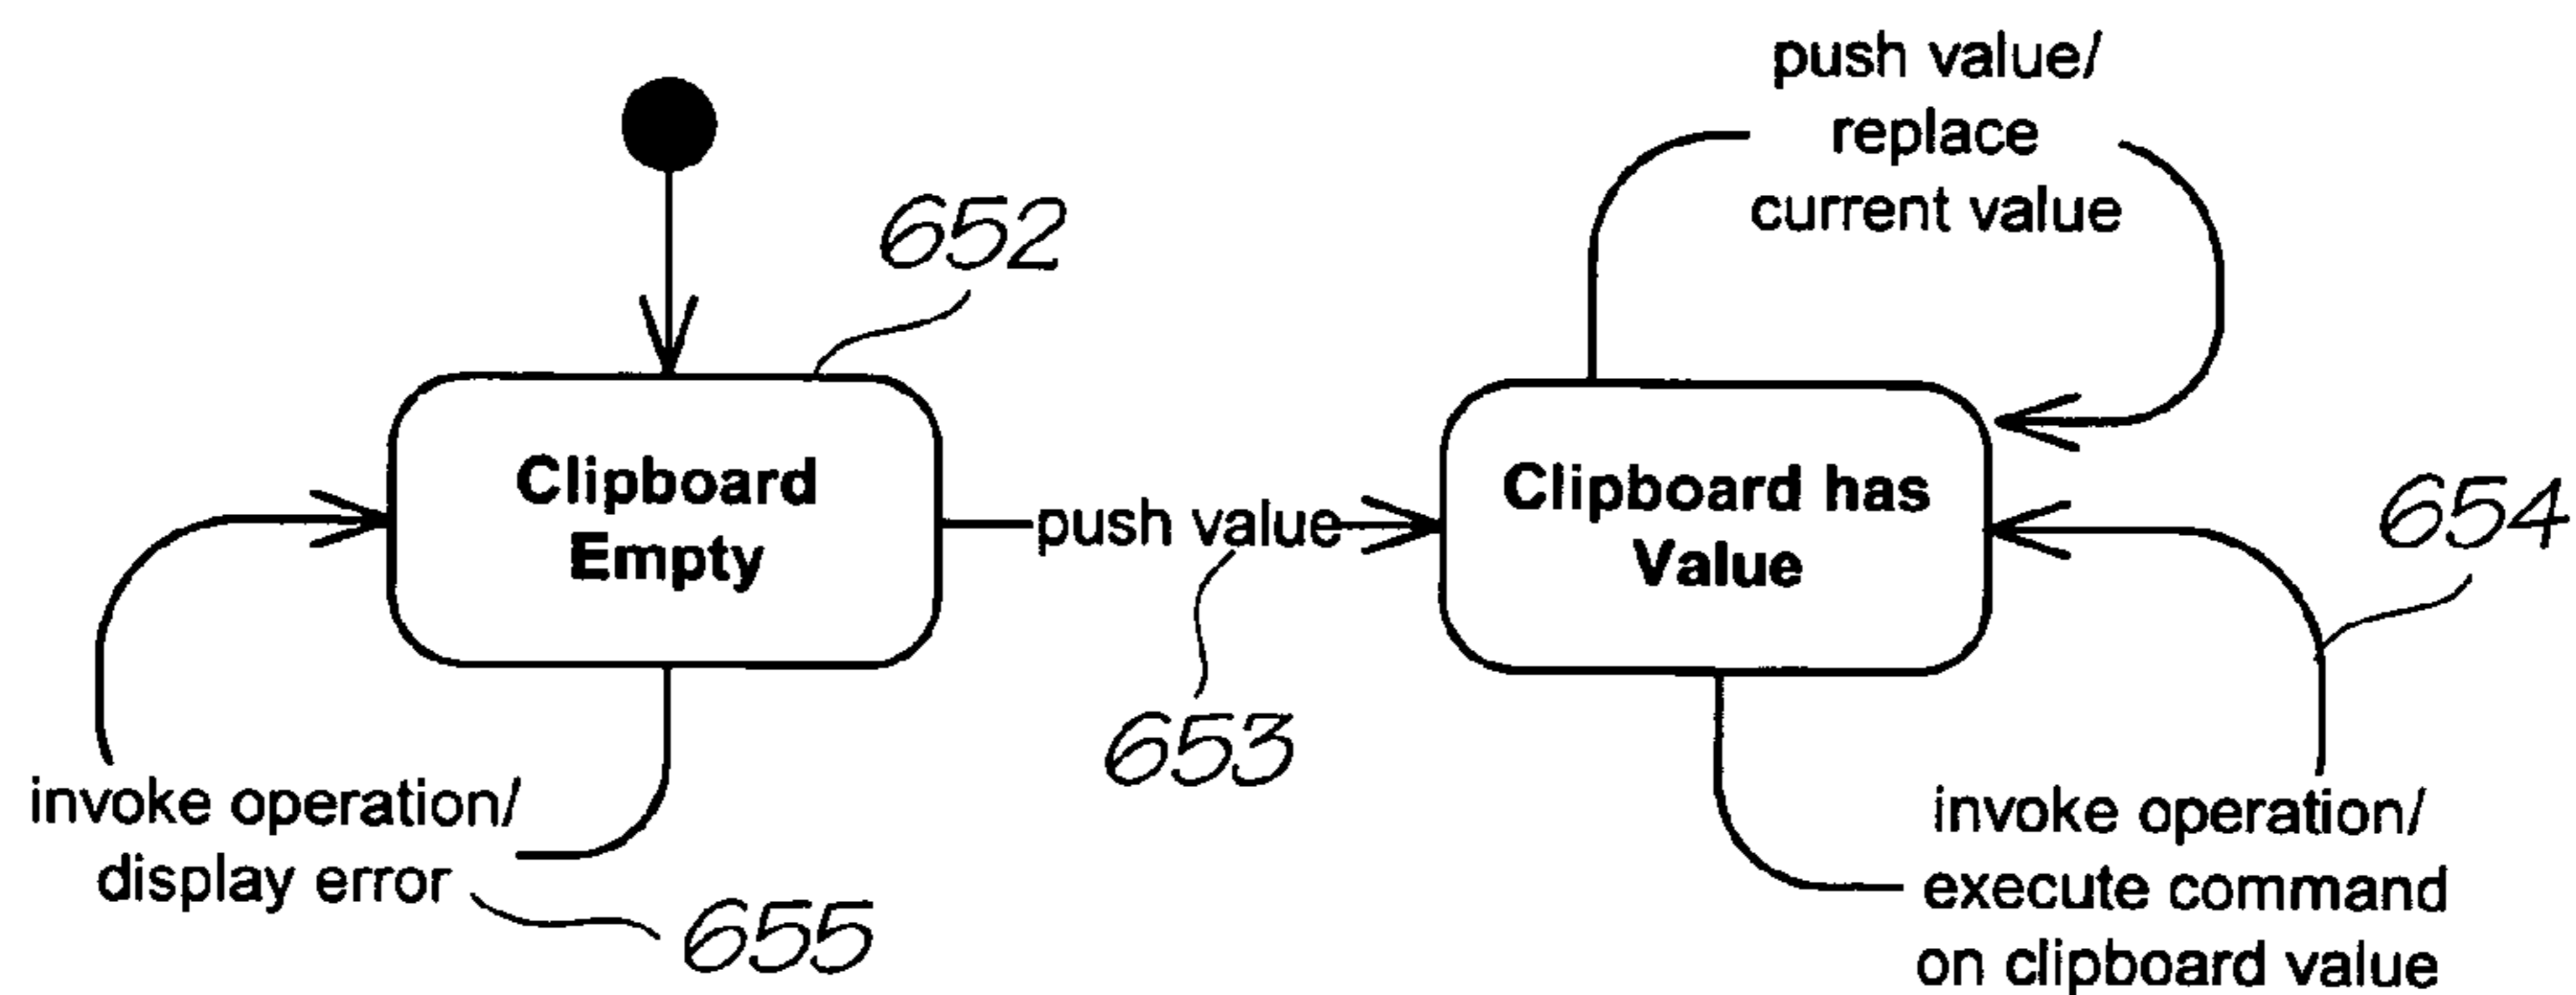 push value/
replace
current value
652
Clipboard
Empty
push value
Clipboard has
Value
654
653
invoke operation/
display error
655
invoke operation/
execute command
on clipboard value